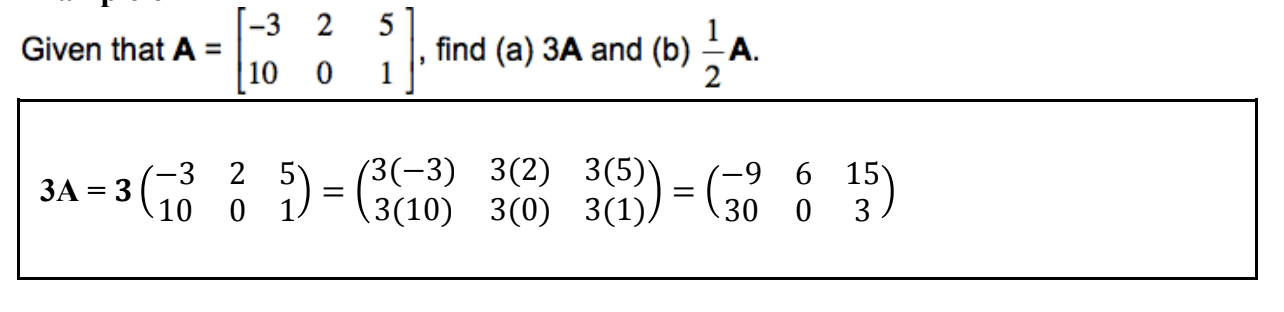 Given that A = [−3 2 5; 10 0 1], find (a) 3A and (b) 1/2 A.
3A = 3 (−3 2 5; 10 0 1) = (3(−3) 3(2) 3(5); 3(10) 3(0) 3(1)) = (−9 6 15; 30 0 3)